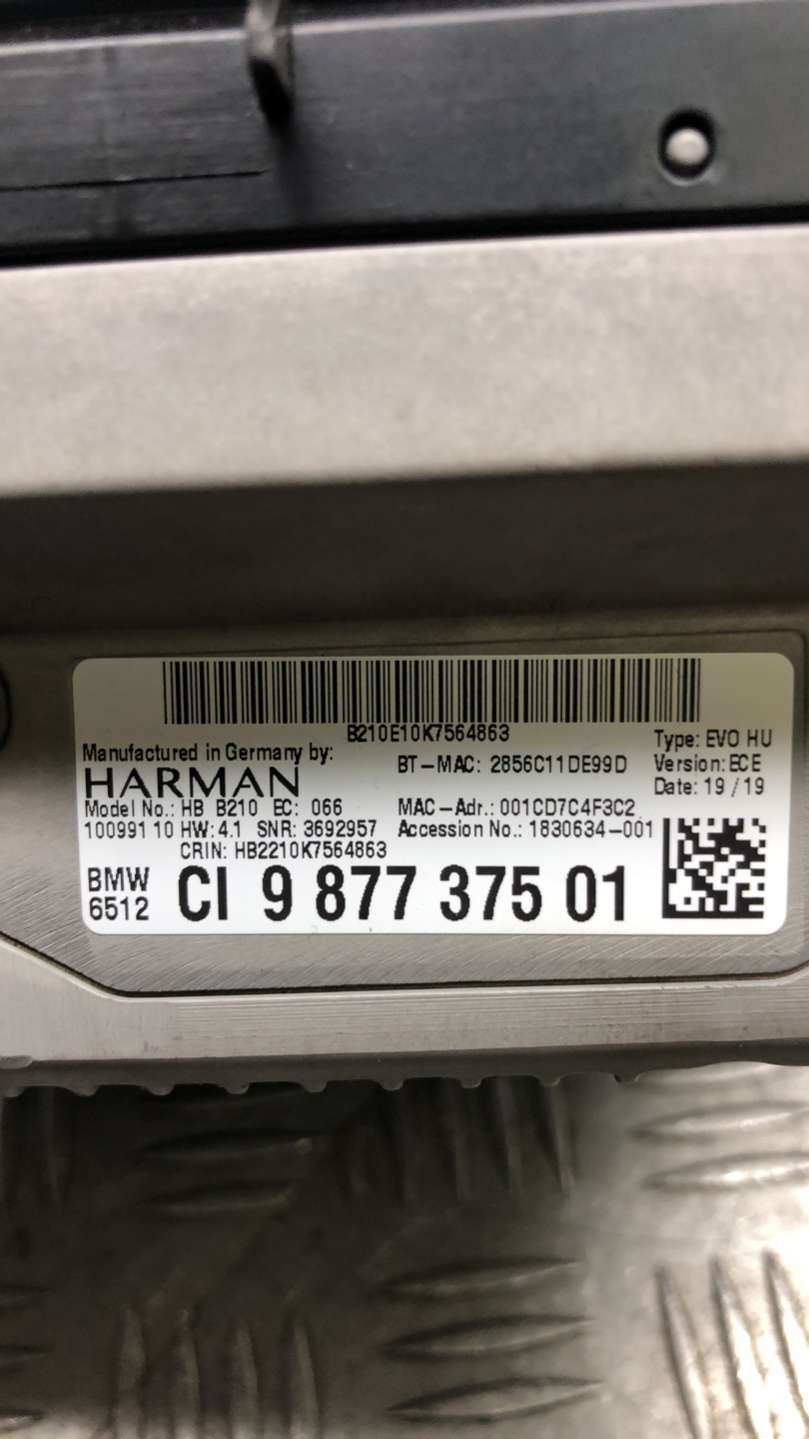 B210E10K7564863
Manufactured in Germany by:
HARMAN
BT-MAC: 2856C11DE99D
Type: EVO HU
Version: ECE
Date: 19/19
Model No.: HB B210 EC: 066
MAC-Adr.: 001CD7C4F3C2
100991 10 HW: 4.1 SNR: 3692957
Accession No.: 1830634-001
CRIN: HB2210K7564863
BMW
6512
CI 9 877 375 01